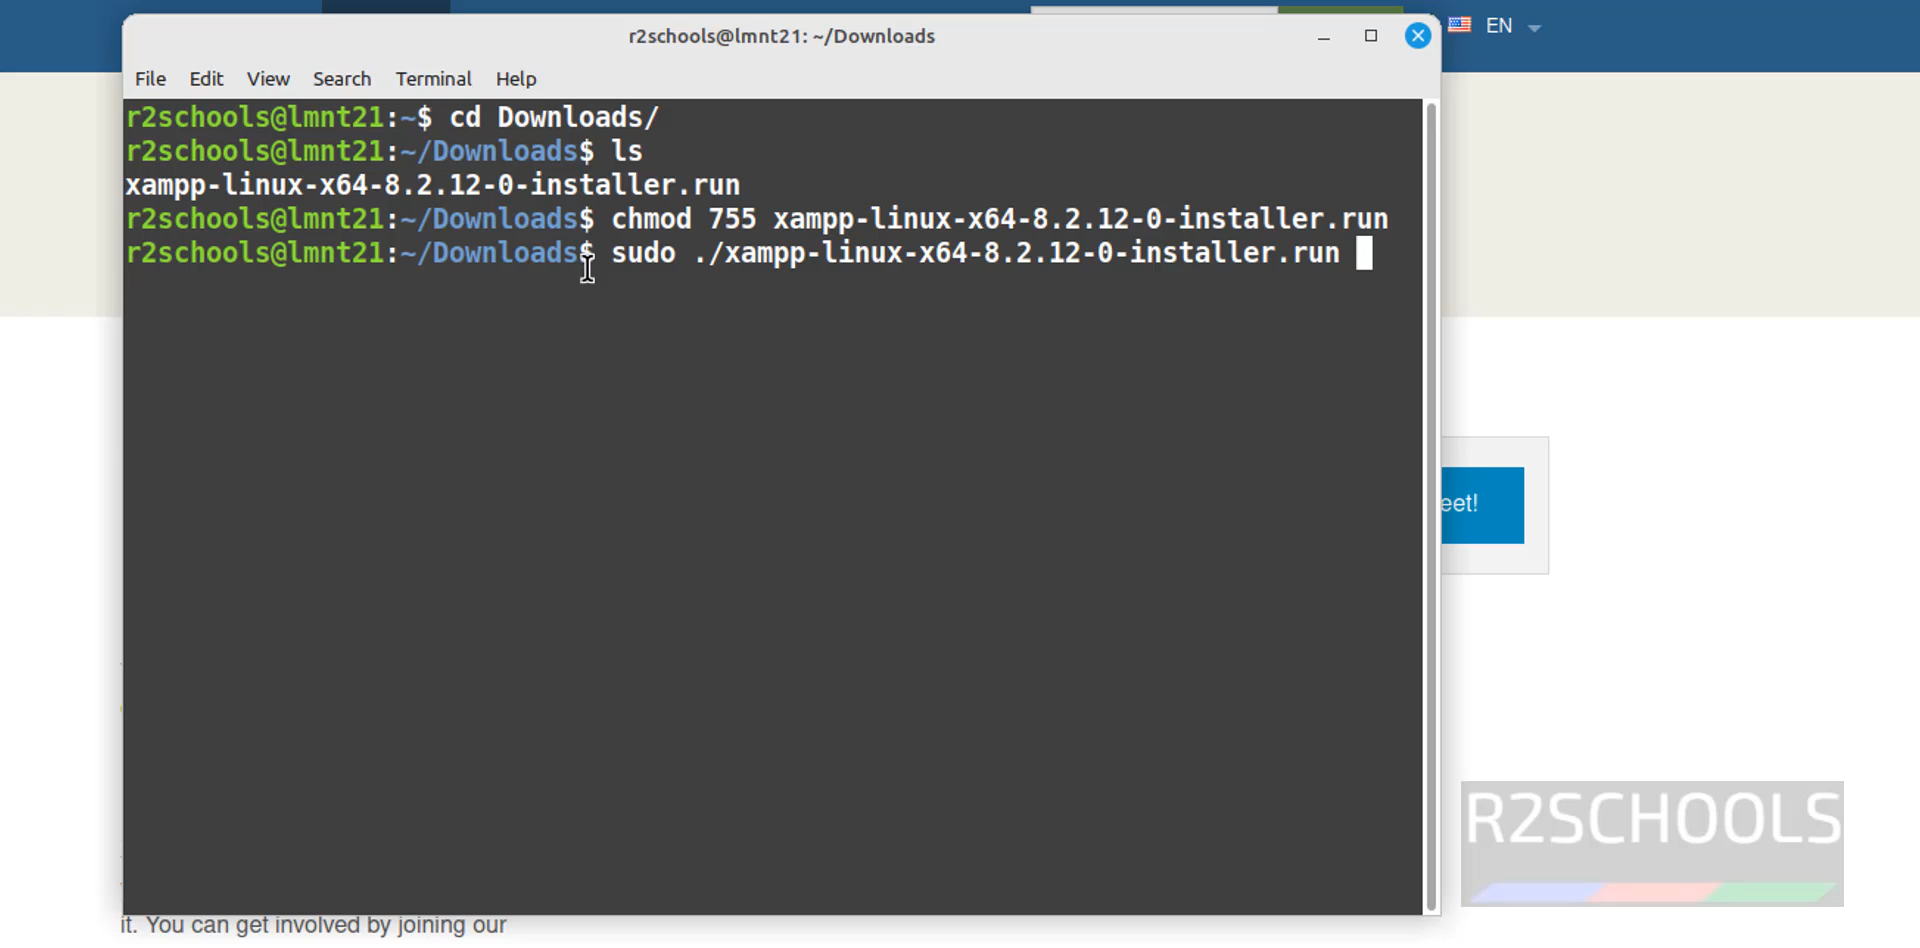 EN
r2schools@lmnt21: ~/Downloads
File Edit View Search Terminal Help
r2schools@lmnt21:~$ cd Downloads/
r2schools@lmnt21:~/Downloads$ ls
xampp-linux-x64-8.2.12-0-installer.run
r2schools@lmnt21:~/Downloads$ chmod 755 xampp-linux-x64-8.2.12-0-installer.run
r2schools@lmnt21:~/Downloads$ sudo ./xampp-linux-x64-8.2.12-0-installer.run
eet!
R2SCHOOLS
it. You can get involved by joining our